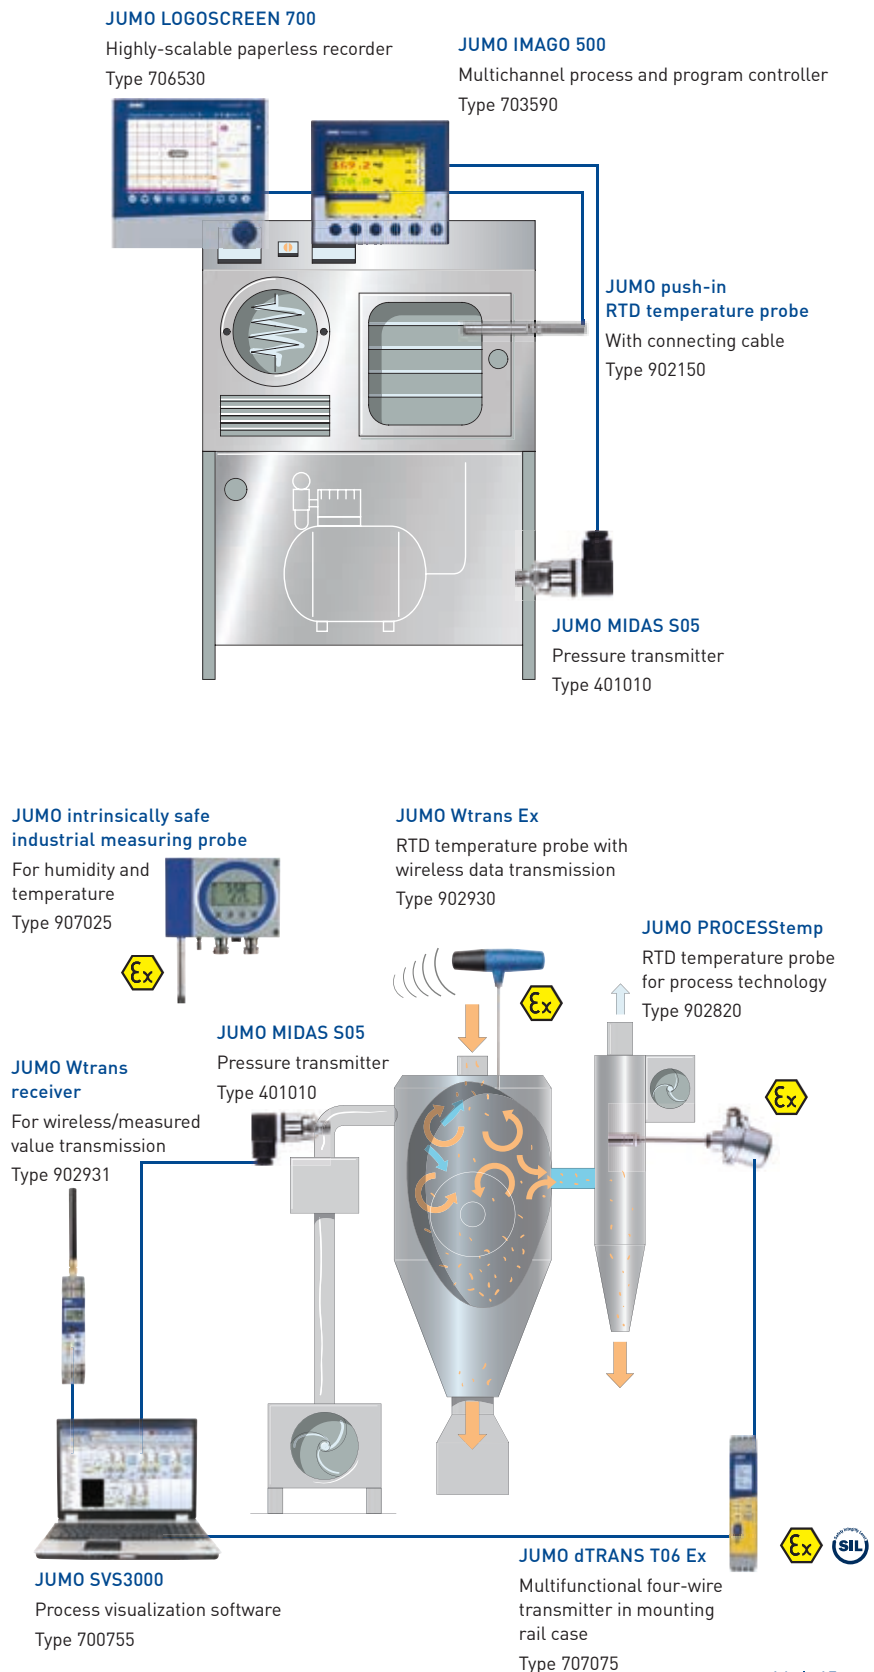 JUMO LOGOSCREEN 700
Highly-scalable paperless recorder
Type 706530
JUMO IMAGO 500
Multichannel process and program controller
Type 703590
JUMO push-in
RTD temperature probe
With connecting cable
Type 902150
JUMO MIDAS S05
Pressure transmitter
Type 401010
JUMO intrinsically safe
industrial measuring probe
For humidity and
temperature
Type 907025
Ex
JUMO Wtrans Ex
RTD temperature probe with
wireless data transmission
Type 902930
Ex
JUMO PROCESStemp
RTD temperature probe
for process technology
Type 902820
Ex
JUMO MIDAS S05
Pressure transmitter
Type 401010
JUMO Wtrans
receiver
For wireless/measured
value transmission
Type 902931
JUMO SVS3000
Process visualization software
Type 700755
JUMO dTRANS T06 Ex
Multifunctional four-wire
transmitter in mounting
rail case
Type 707075
Ex
SIL